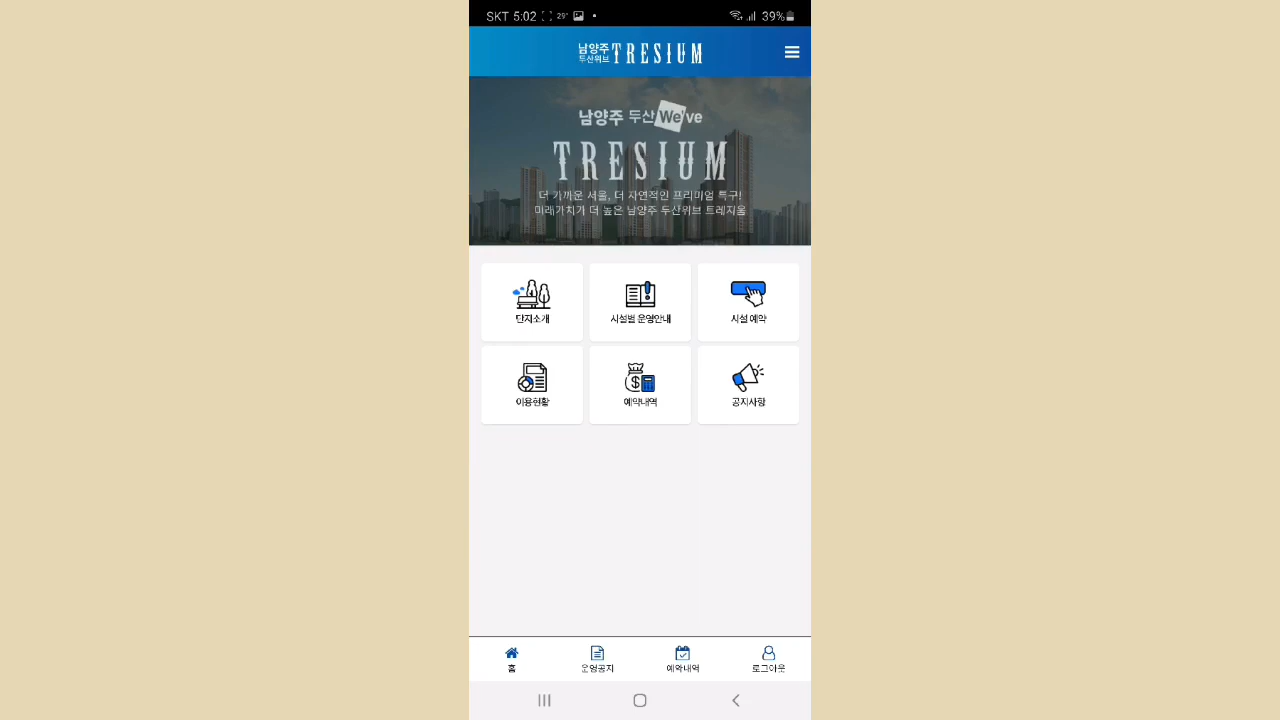 SKT 5:02 29° 39%
남양주 두산위브 TRESIUM
남양주 두산 We've
TRESIUM
더 가까운 서울, 더 자연적인 프리미엄 특구!
미래가치가 더 높은 남양주 두산위브 트레지움
단지소개 시설별 운영안내 시설 예약
이용현황 예약내역 공지사항
홈 운영공지 예약내역 로그아웃